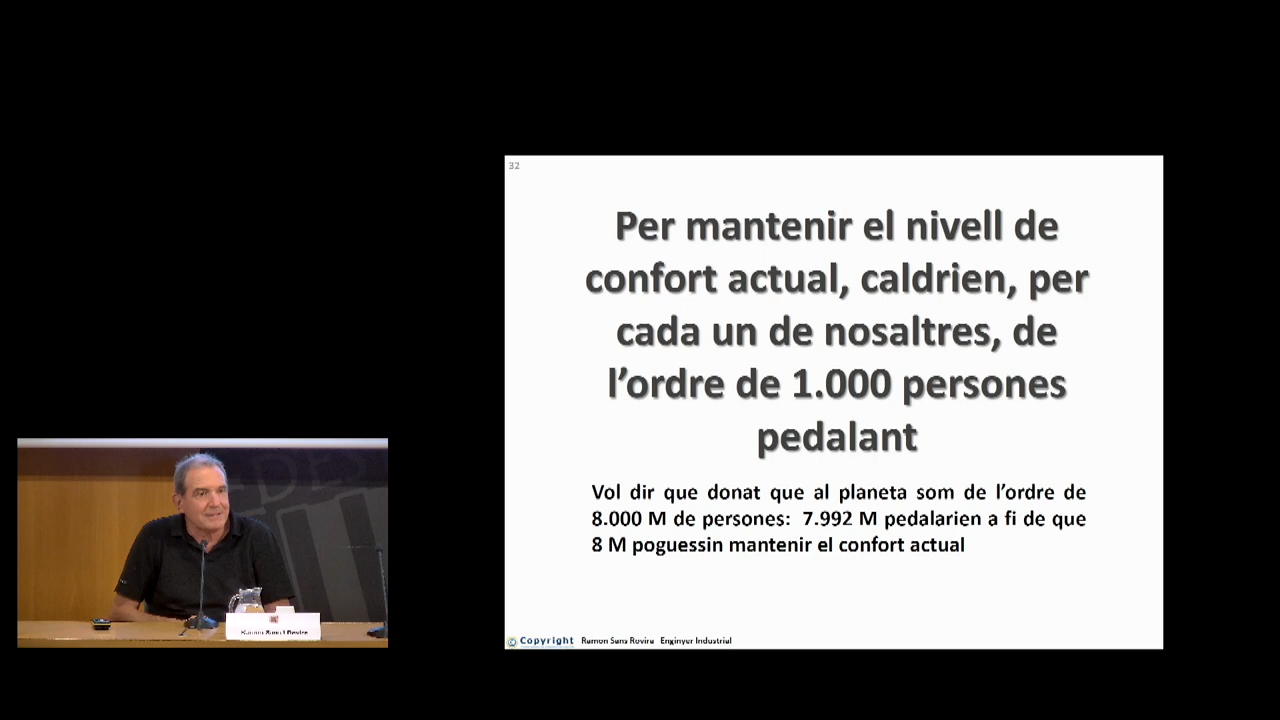 32
Per mantenir el nivell de
confort actual, caldrien, per
cada un de nosaltres, de
l’ordre de 1.000 persones
pedalant
Vol dir que donat que al planeta som de l’ordre de
8.000 M de persones: 7.992 M pedalarien a fi de que
8 M poguessin mantenir el confort actual
© Copyright Ramon Sans Rovira Enginyer Industrial